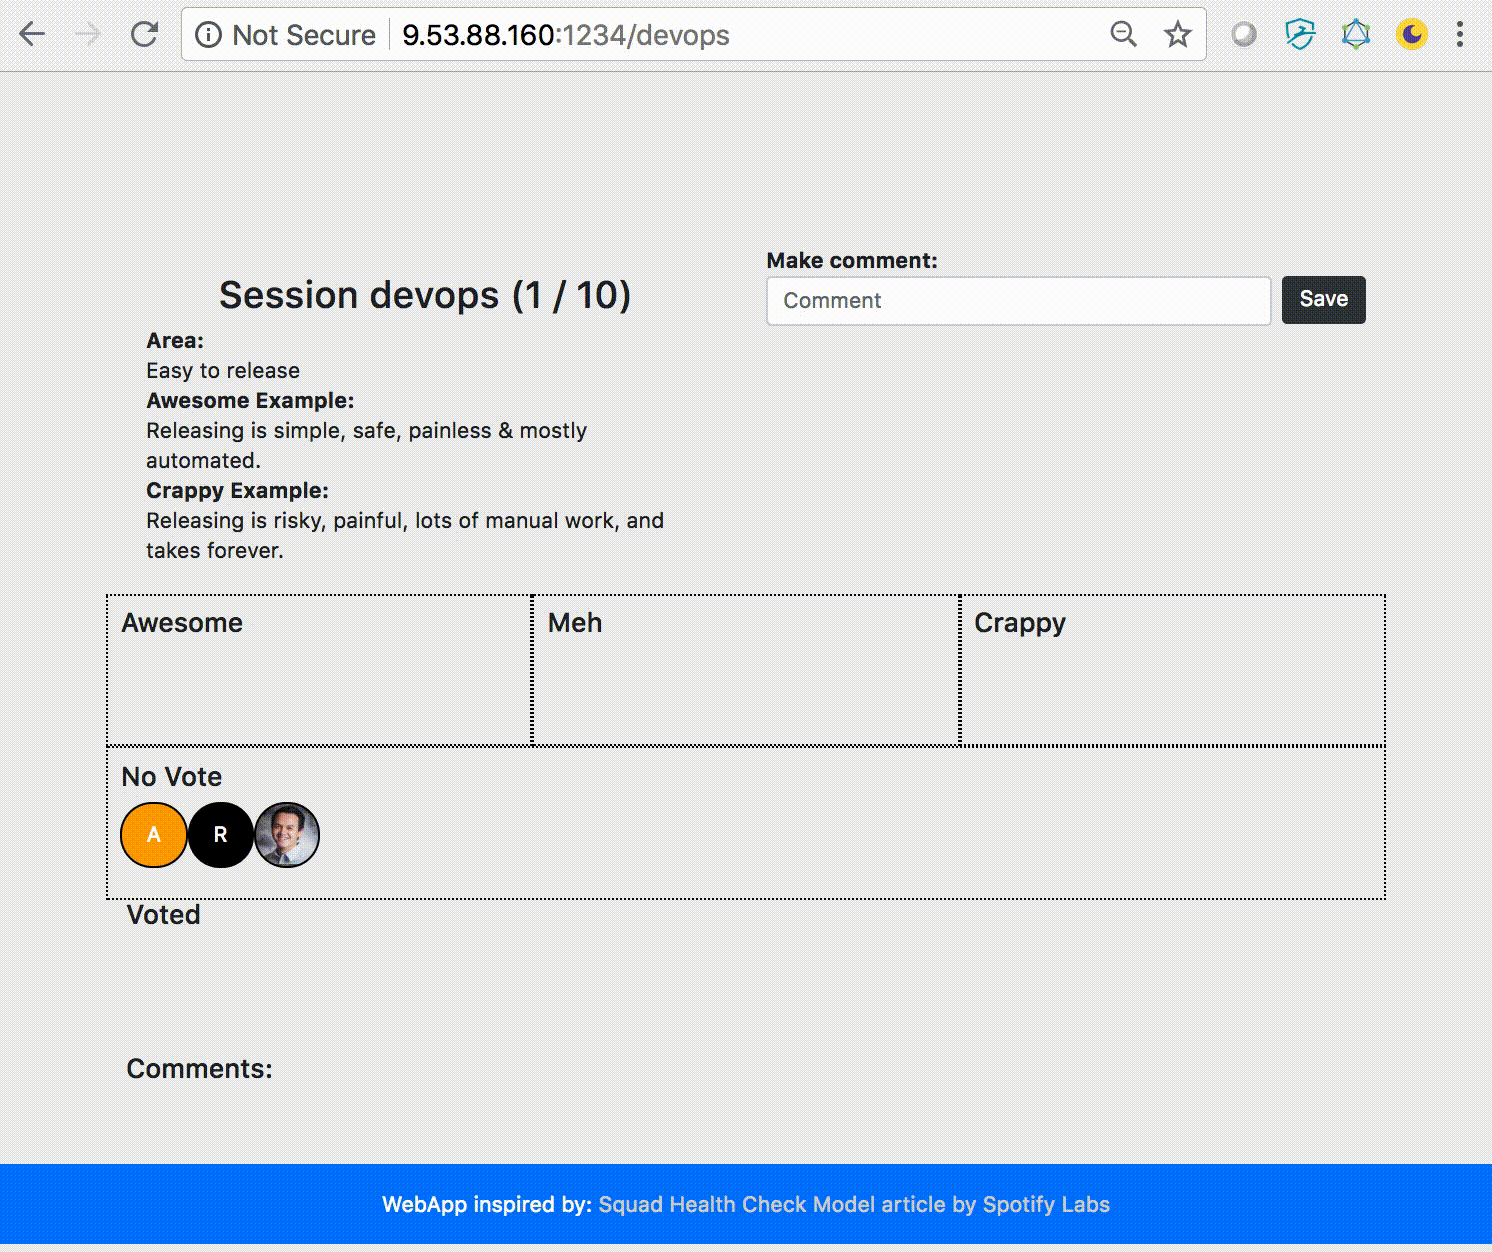 Not Secure 9.53.88.160:1234/devops
Make comment:
Comment
Save
Session devops (1 / 10)
Area:
Easy to release
Awesome Example:
Releasing is simple, safe, painless & mostly
automated.
Crappy Example:
Releasing is risky, painful, lots of manual work, and
takes forever.
Awesome
Meh
Crappy
No Vote
A
R
Voted
Comments:
WebApp inspired by: Squad Health Check Model article by Spotify Labs